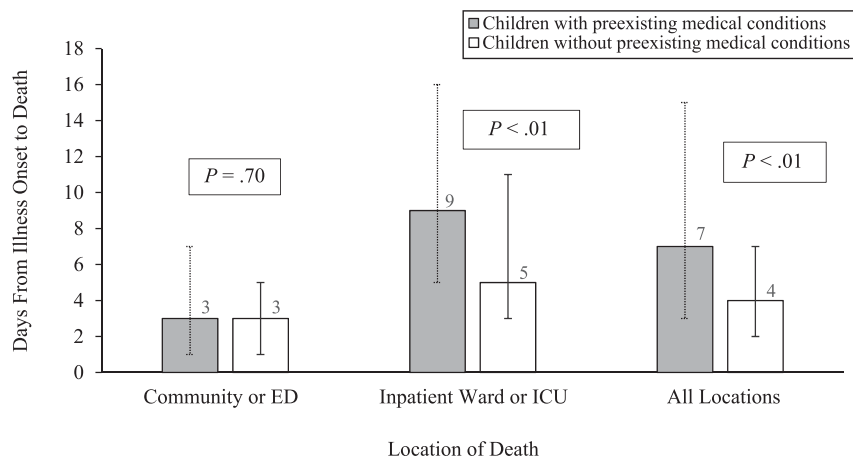 Children with preexisting medical conditions
Children without preexisting medical conditions
Days From Illness Onset to Death
18
16
14
12
10
8
6
4
2
0
P = .70
P < .01
P < .01
3
3
9
5
7
4
Community or ED
Inpatient Ward or ICU
All Locations
Location of Death